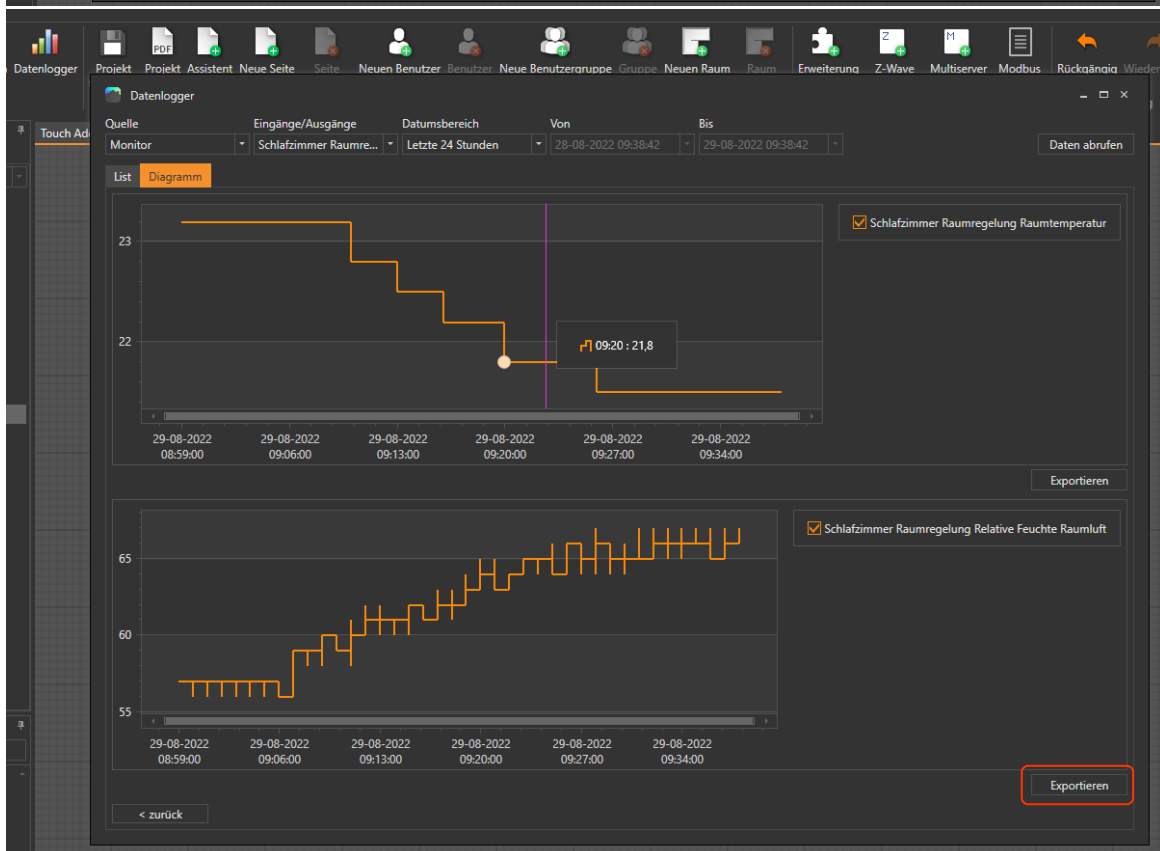 Datenlogger
Projekt
Projekt
Assistent
Neue Seite
Seite
Neuen Benutzer
Benutzer
Neue Benutzergruppe
Gruppe
Neuen Raum
Raum
Erweiterung
Z-Wave
Multiserver
Modbus
Rückgängig
PDF
Z
M
Datenlogger
Touch Ad
Quelle
Eingänge/Ausgänge
Datumsbereich
Von
Bis
Monitor
Schlafzimmer Raumre...
Letzte 24 Stunden
28-08-2022 09:38:42
29-08-2022 09:38:42
Daten abrufen
List
Diagramm
23
22
09:20 : 21,8
Schlafzimmer Raumregelung Raumtemperatur
29-08-2022 29-08-2022 29-08-2022 29-08-2022 29-08-2022 29-08-2022
08:59:00 09:06:00 09:13:00 09:20:00 09:27:00 09:34:00
Exportieren
65
60
55
Schlafzimmer Raumregelung Relative Feuchte Raumluft
29-08-2022 29-08-2022 29-08-2022 29-08-2022 29-08-2022 29-08-2022
08:59:00 09:06:00 09:13:00 09:20:00 09:27:00 09:34:00
Exportieren
< zurück